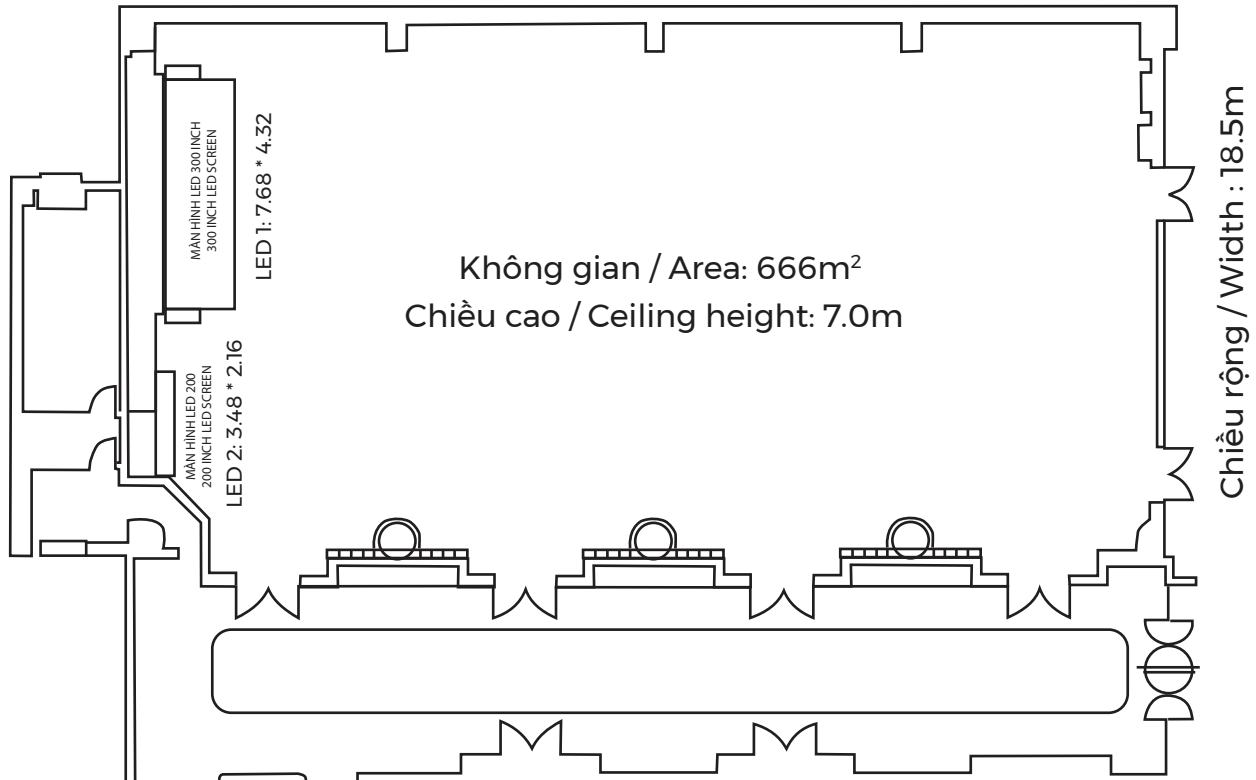 MÀN HÌNH LED 300 INCH
300 INCH LED SCREEN
LED 1: 7.68 * 4.32
Không gian / Area: 666m²
Chiều cao / Ceiling height: 7.0m
MÀN HÌNH LED 200
200 INCH LED SCREEN
LED 2: 3.48 * 2.16
Chiều rộng / Width : 18.5m